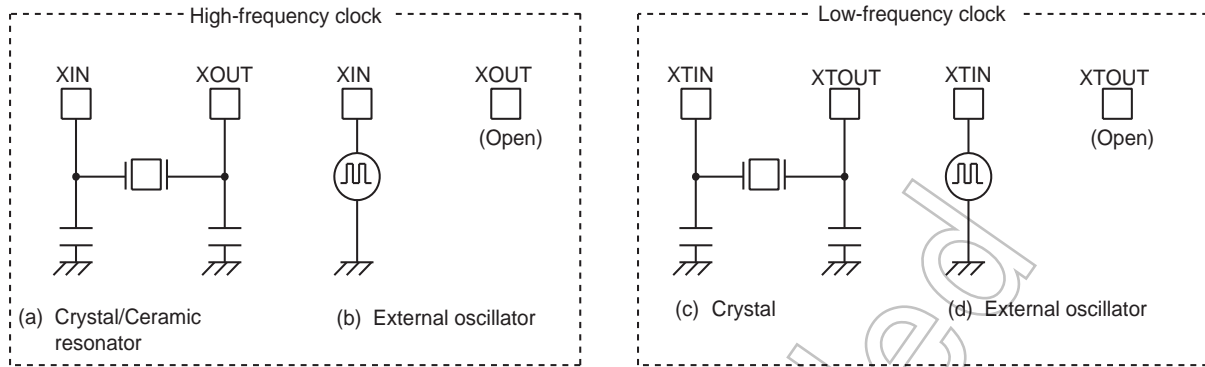 High-frequency clock
XIN XOUT XIN XOUT
(Open)
(a) Crystal/Ceramic
resonator
(b) External oscillator
Low-frequency clock
XTIN XTOUT XTIN XTOUT
(Open)
(c) Crystal
(d) External oscillator